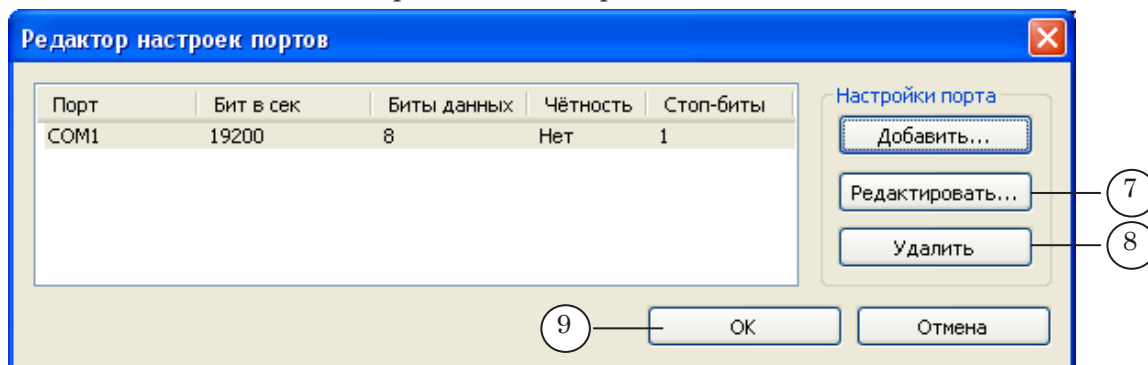 Редактор настроек портов
Порт Бит в сек Биты данных Чётность Стоп-биты
COM1 19200 8 Нет 1
Настройки порта
Добавить...
Редактировать...
7
Удалить
8
9
OK
Отмена